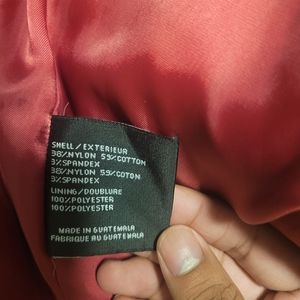 SHELL/EXTERIEUR
38%NYLON 59%COTTON
3%SPANDEX
38%NYLON 59%COTON
3%SPANDEX
LINING/DOUBLURE
100%POLYESTER
100%POLYESTER
MADE IN GUATEMALA
FABRIQUE AU GUATEMALA